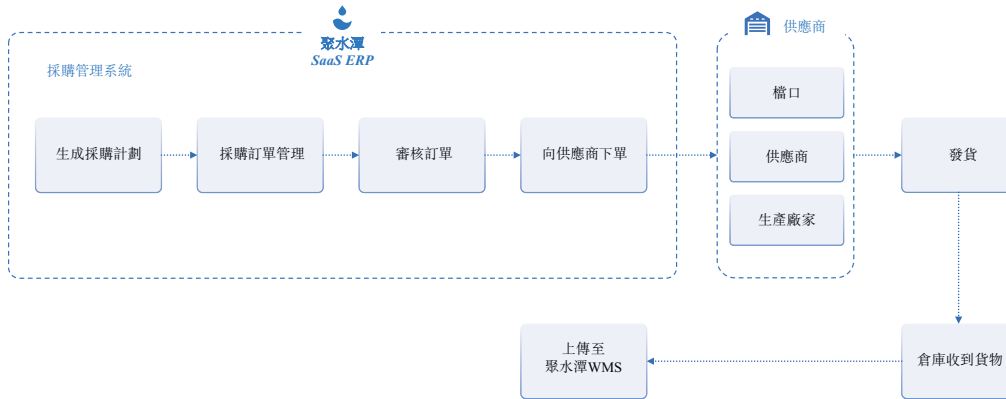 聚水潭
SaaS ERP
供應商
採購管理系統
檔口
生成採購計劃
採購訂單管理
審核訂單
向供應商下單
供應商
發貨
生產廠家
上傳至
聚水潭WMS
倉庫收到貨物